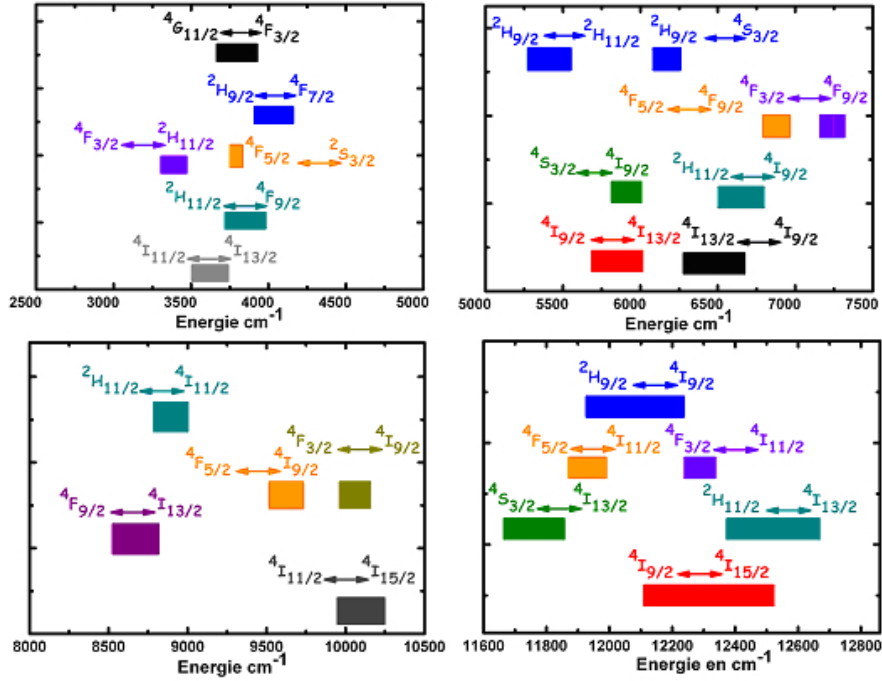 4G11/2 ↔ 4F3/2
2H9/2 ↔ 4F7/2
4F3/2 ↔ 2H11/2
4F5/2 ↔ 2S3/2
2H11/2 ↔ 4F9/2
4I11/2 ↔ 4I13/2
2500 3000 3500 4000 4500 5000
Energie cm-1
2H9/2 ↔ 2H11/2
2H9/2 ↔ 4S3/2
4F3/2 ↔ 4F9/2
4F5/2 ↔ 4F9/2
4S3/2 ↔ 4I9/2
2H11/2 ↔ 4I9/2
4I9/2 ↔ 4I13/2
4I13/2 ↔ 4I9/2
5000 5500 6000 6500 7000 7500
Energie cm-1
2H11/2 ↔ 4I11/2
4F3/2 ↔ 4I9/2
4F5/2 ↔ 4I9/2
4F9/2 ↔ 4I13/2
4I11/2 ↔ 4I15/2
8000 8500 9000 9500 10000 10500
Energie cm-1
2H9/2 ↔ 4I9/2
4F5/2 ↔ 4I11/2
4F3/2 ↔ 4I11/2
4S3/2 ↔ 4I13/2
2H11/2 ↔ 4I13/2
4I9/2 ↔ 4I15/2
11600 12000 12400 12800
Energie en cm-1